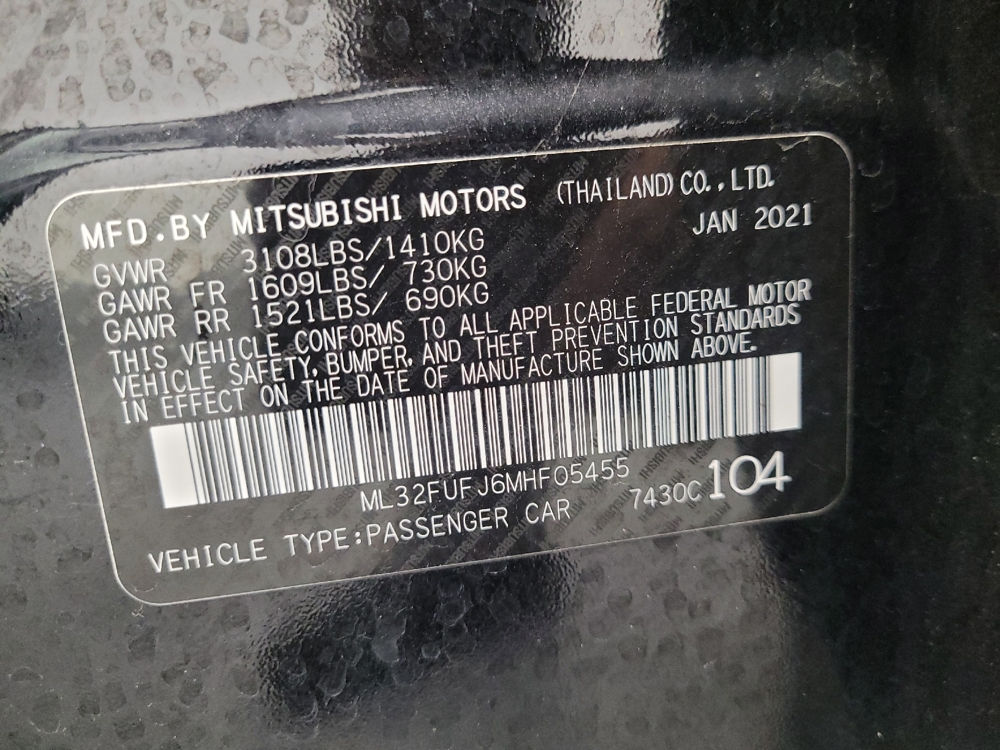 MFD.BY MITSUBISHI MOTORS (THAILAND) CO.,LTD.
JAN 2021
GVWR 3108LBS/1410KG
GAWR FR 1609LBS/ 730KG
GAWR RR 1521LBS/ 690KG
THIS VEHICLE CONFORMS TO ALL APPLICABLE FEDERAL MOTOR
VEHICLE SAFETY, BUMPER, AND THEFT PREVENTION STANDARDS
IN EFFECT ON THE DATE OF MANUFACTURE SHOWN ABOVE.
ML32FUFJ6MHF05455
7430C 104
VEHICLE TYPE:PASSENGER CAR